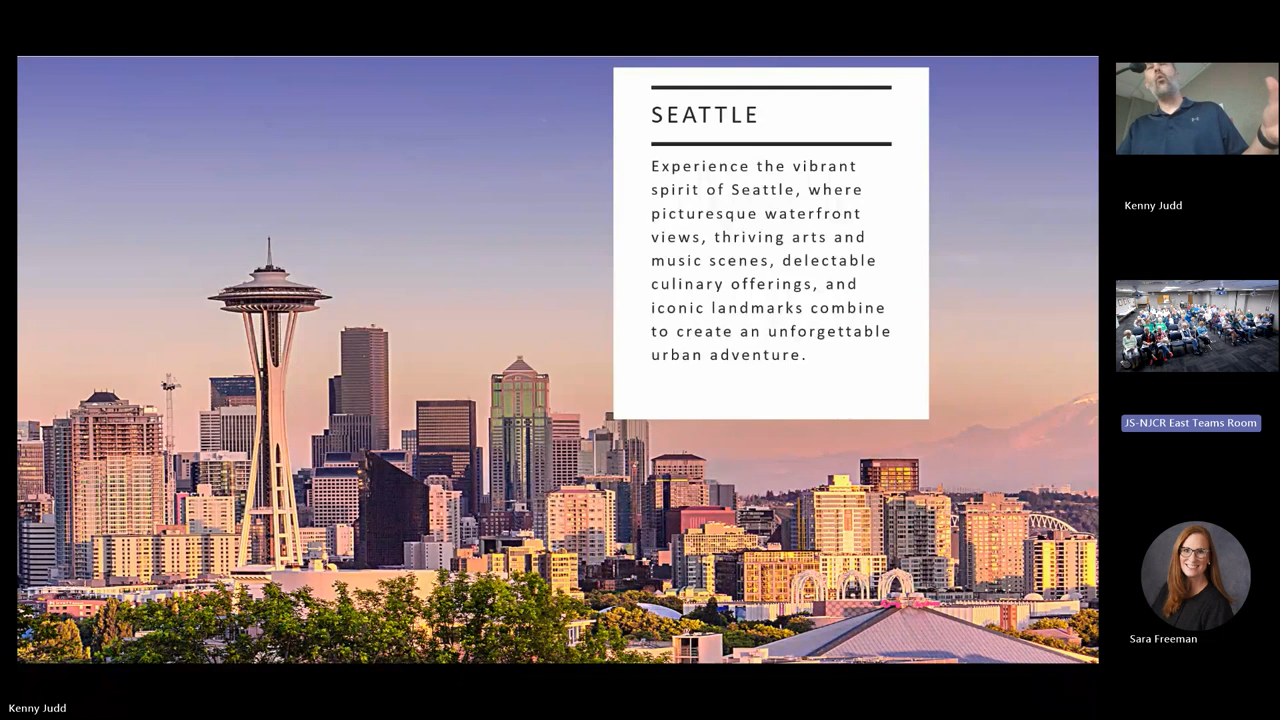 SEATTLE
Experience the vibrant
spirit of Seattle, where
picturesque waterfront
views, thriving arts and
music scenes, delectable
culinary offerings, and
iconic landmarks combine
to create an unforgettable
urban adventure.
Kenny Judd
JS-NJCR East Teams Room
Sara Freeman
Kenny Judd